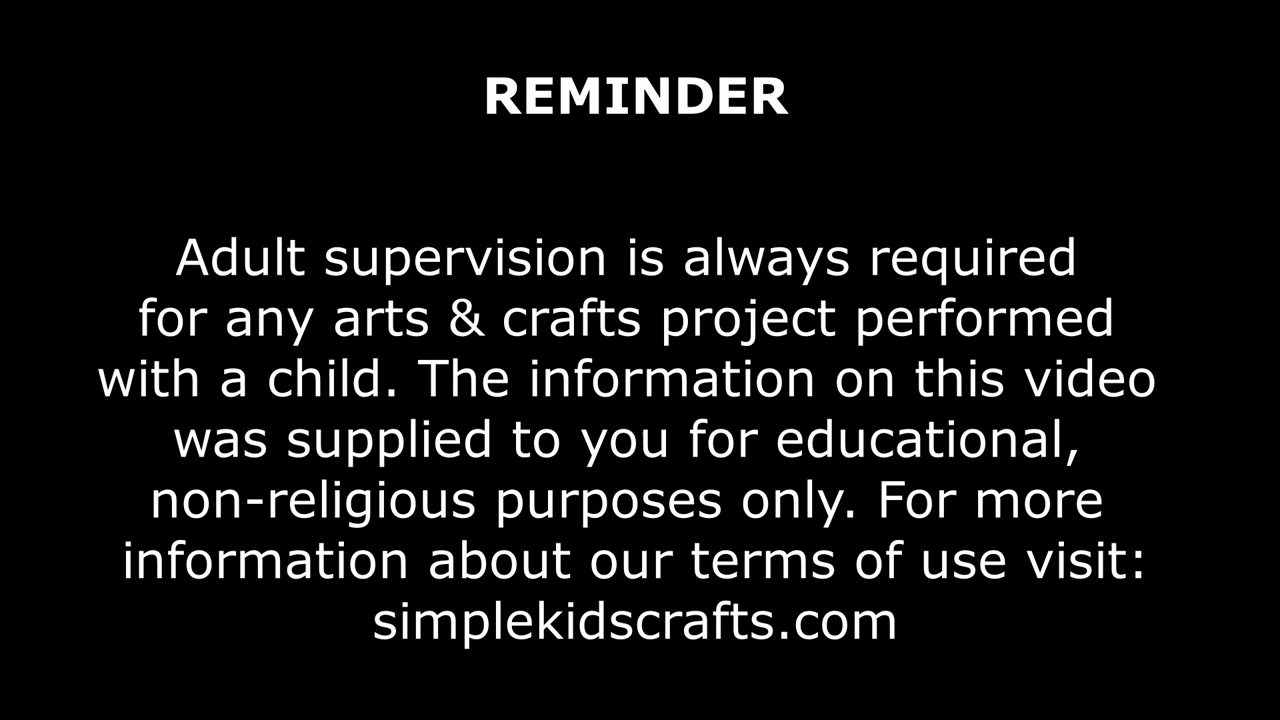 REMINDER
Adult supervision is always required
for any arts & crafts project performed
with a child. The information on this video
was supplied to you for educational,
non-religious purposes only. For more
information about our terms of use visit:
simplekidscrafts.com